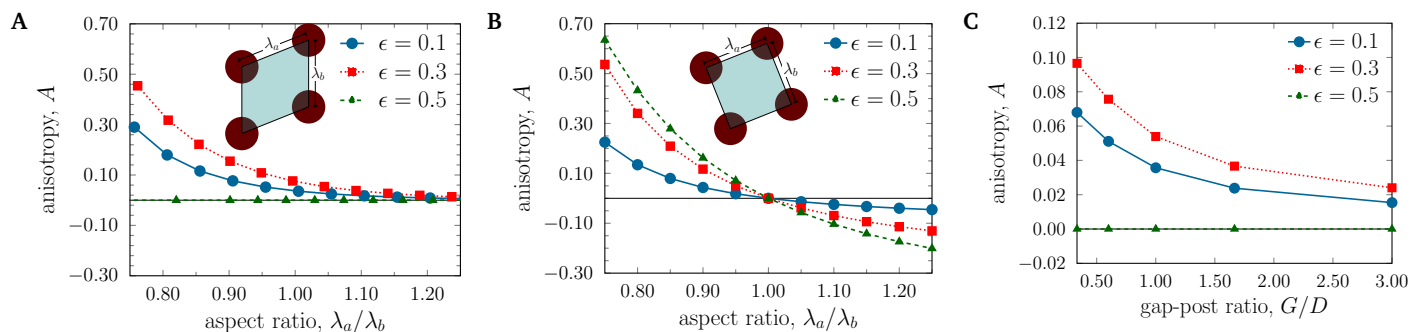 A
anisotropy, A
0.70
0.50
0.30
0.10
−0.10
−0.30
0.80
0.90
1.00
1.10
1.20
aspect ratio, λa/λb
λa
λb
ϵ = 0.1
ϵ = 0.3
ϵ = 0.5
B
anisotropy, A
0.70
0.50
0.30
0.10
−0.10
−0.30
0.80
0.90
1.00
1.10
1.20
aspect ratio, λa/λb
λa
λb
ϵ = 0.1
ϵ = 0.3
ϵ = 0.5
C
anisotropy, A
0.12
0.10
0.08
0.06
0.04
0.02
0.00
−0.02
0.50
1.00
1.50
2.00
2.50
3.00
gap-post ratio, G/D
ϵ = 0.1
ϵ = 0.3
ϵ = 0.5